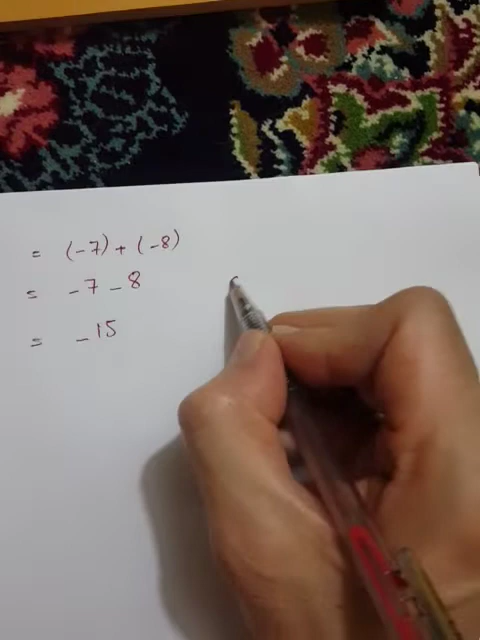 = (-7) + (-8)
= -7 - 8
= -15